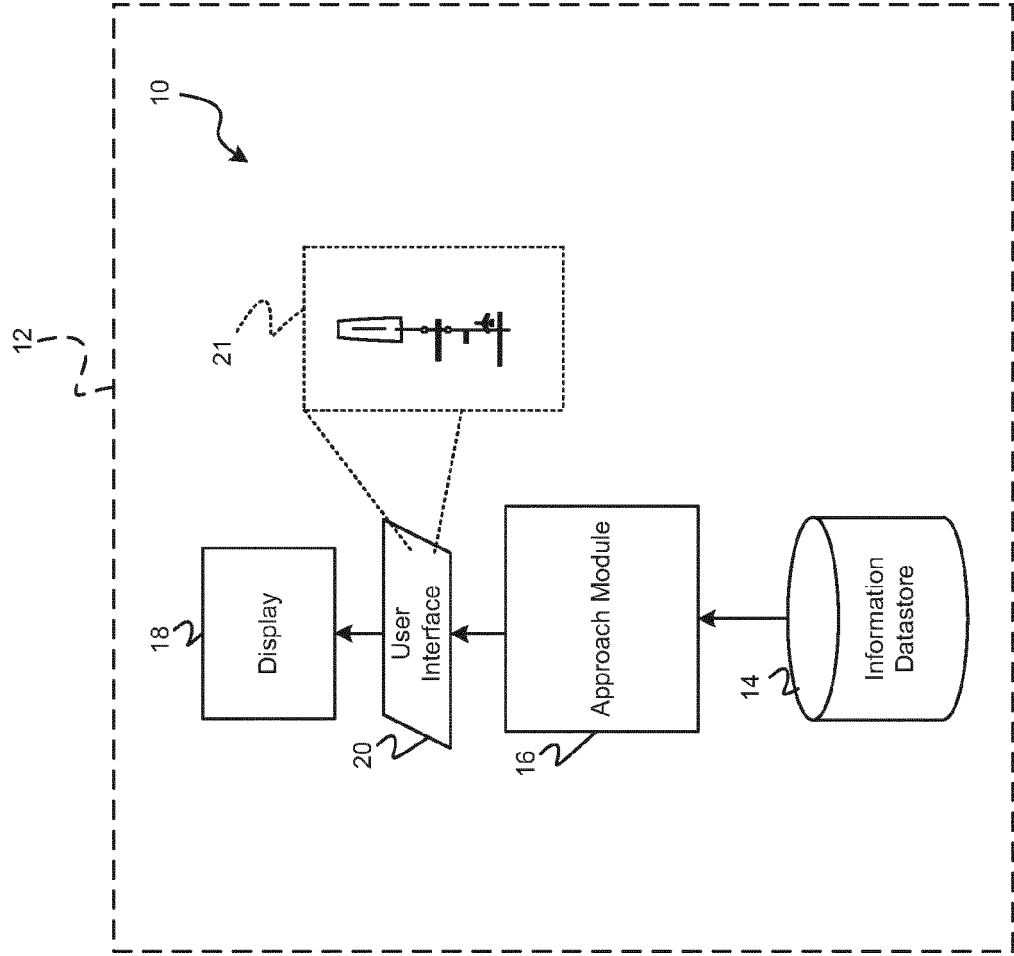 12
10
21
18
Display
20
User
Interface
16
Approach Module
14
Information
Datastore